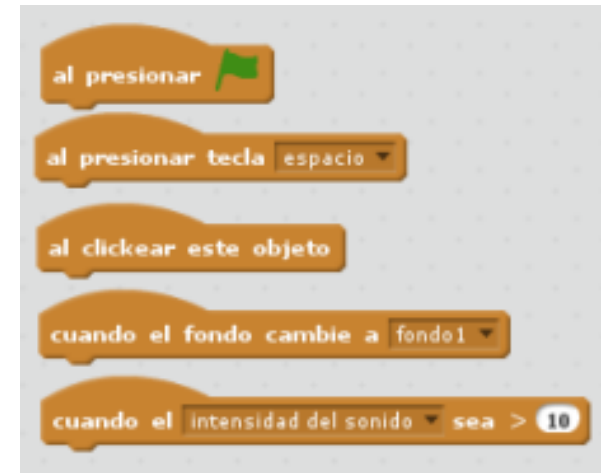 al presionar
al presionar tecla espacio
al clickear este objeto
cuando el fondo cambie a fondo1
cuando el intensidad del sonido sea > 10